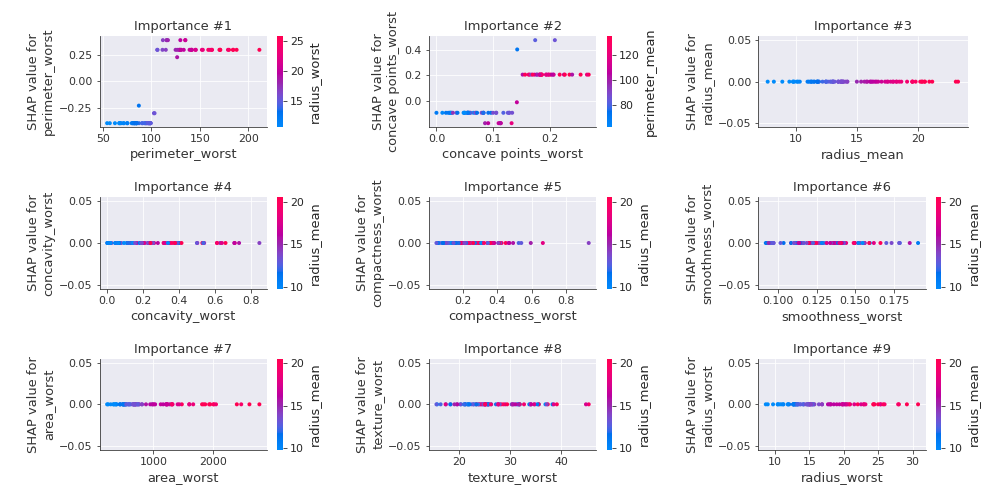 Importance #1
SHAP value for
perimeter_worst
0.25
0.00
−0.25
50
100
150
200
perimeter_worst
25
20
15
radius_worst
Importance #2
SHAP value for
concave points_worst
0.4
0.2
0.0
0.0
0.1
0.2
concave points_worst
120
100
80
perimeter_mean
Importance #3
SHAP value for
radius_mean
0.05
0.00
−0.05
10
15
20
radius_mean
Importance #4
SHAP value for
concavity_worst
0.05
0.00
−0.05
0.0
0.2
0.4
0.6
0.8
concavity_worst
20
15
10
radius_mean
Importance #5
SHAP value for
compactness_worst
0.05
0.00
−0.05
0.2
0.4
0.6
0.8
compactness_worst
20
15
10
radius_mean
Importance #6
SHAP value for
smoothness_worst
0.05
0.00
−0.05
0.100
0.125
0.150
0.175
smoothness_worst
20
15
10
radius_mean
Importance #7
SHAP value for
area_worst
0.05
0.00
−0.05
1000
2000
area_worst
20
15
10
radius_mean
Importance #8
SHAP value for
texture_worst
0.05
0.00
−0.05
20
30
40
texture_worst
20
15
10
radius_mean
Importance #9
SHAP value for
radius_worst
0.05
0.00
−0.05
10
15
20
25
30
radius_worst
20
15
10
radius_mean